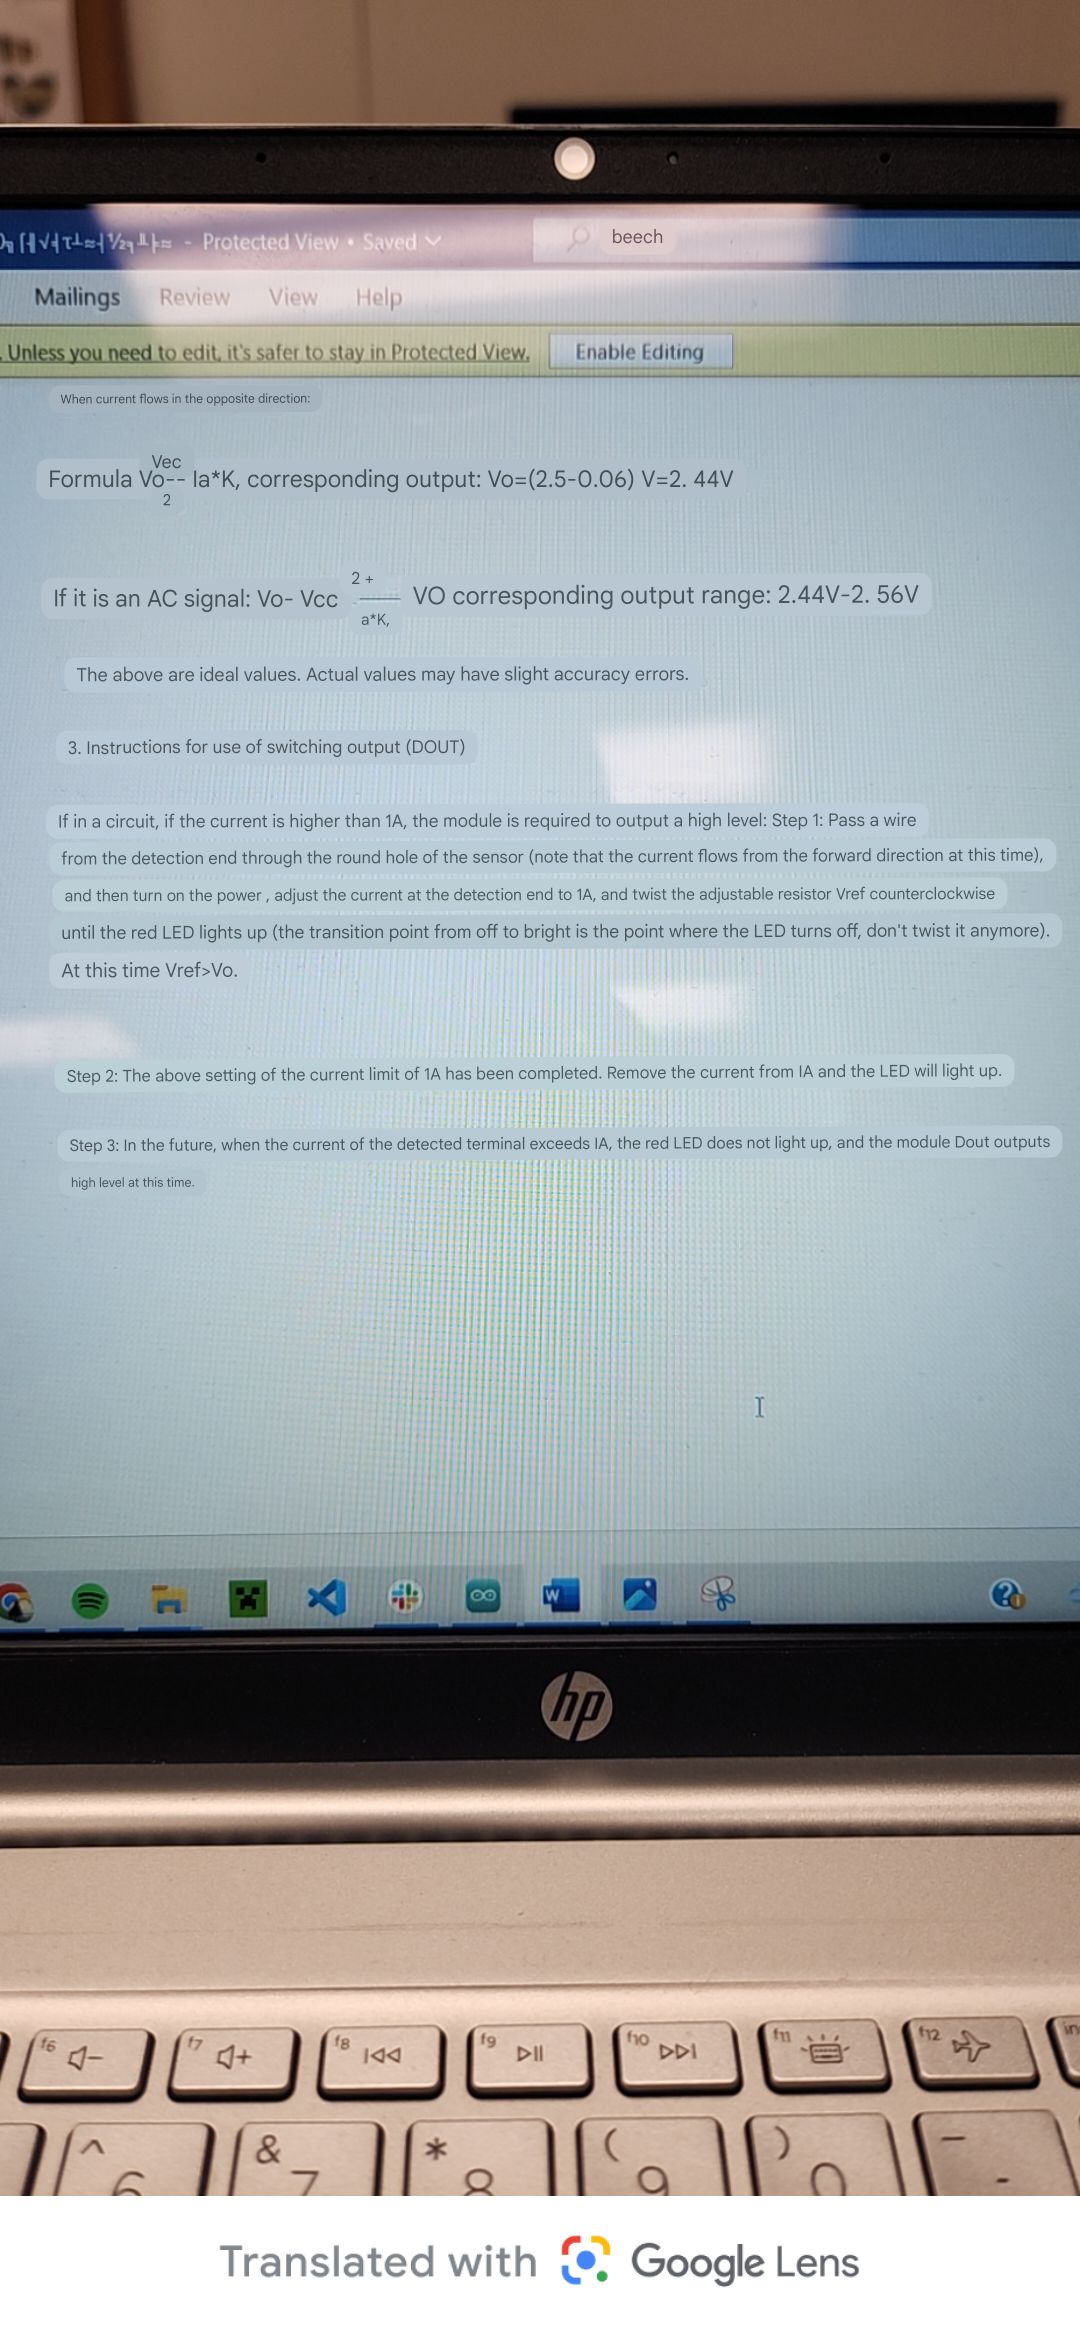 - Protected View • Saved
beech
Mailings Review View Help
. Unless you need to edit, it's safer to stay in Protected View. Enable Editing
When current flows in the opposite direction:
Vec
Formula Vo-- Ia*K, corresponding output: Vo=(2.5-0.06) V=2. 44V
2
2 +
If it is an AC signal: Vo- Vcc VO corresponding output range: 2.44V-2. 56V
a*K,
The above are ideal values. Actual values may have slight accuracy errors.
3. Instructions for use of switching output (DOUT)
If in a circuit, if the current is higher than 1A, the module is required to output a high level: Step 1: Pass a wire
from the detection end through the round hole of the sensor (note that the current flows from the forward direction at this time),
and then turn on the power , adjust the current at the detection end to 1A, and twist the adjustable resistor Vref counterclockwise
until the red LED lights up (the transition point from off to bright is the point where the LED turns off, don't twist it anymore).
At this time Vref>Vo.
Step 2: The above setting of the current limit of 1A has been completed. Remove the current from IA and the LED will light up.
Step 3: In the future, when the current of the detected terminal exceeds IA, the red LED does not light up, and the module Dout outputs
high level at this time.
W
hp
f6 f7 f8 f9 f10 f11 f12 in
^ & * ( ) _
6 7 8 9 0 -
Translated with Google Lens